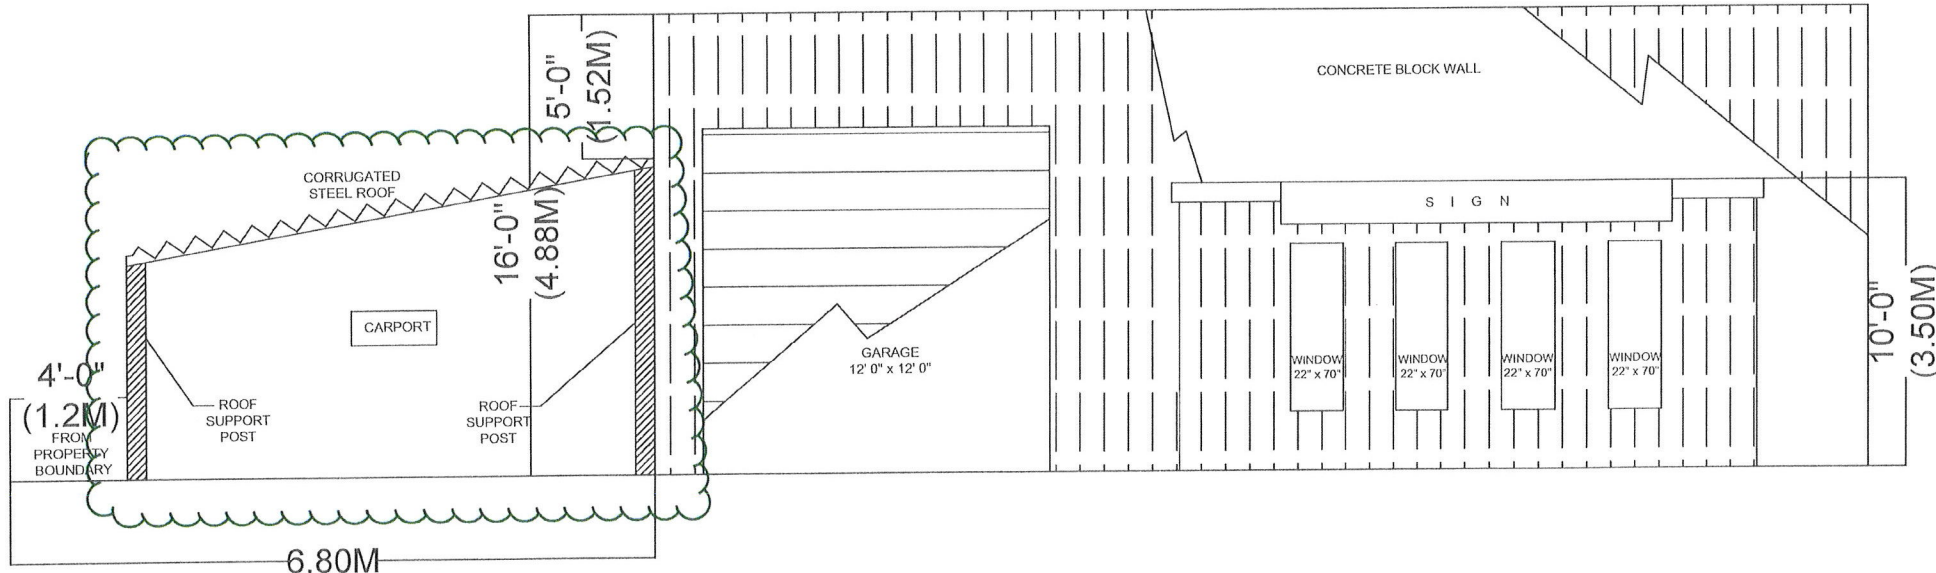 5'-0"
(1.52M)
CONCRETE BLOCK WALL
CORRUGATED
STEEL ROOF
16'-0"
(4.88M)
S I G N
CARPORT
10'-0"
(3.50M)
GARAGE
12' 0" x 12' 0"
WINDOW
22" x 70"
WINDOW
22" x 70"
WINDOW
22" x 70"
WINDOW
22" x 70"
4'-0"
(1.2M)
FROM
PROPERTY
BOUNDARY
ROOF
SUPPORT
POST
ROOF
SUPPORT
POST
6.80M